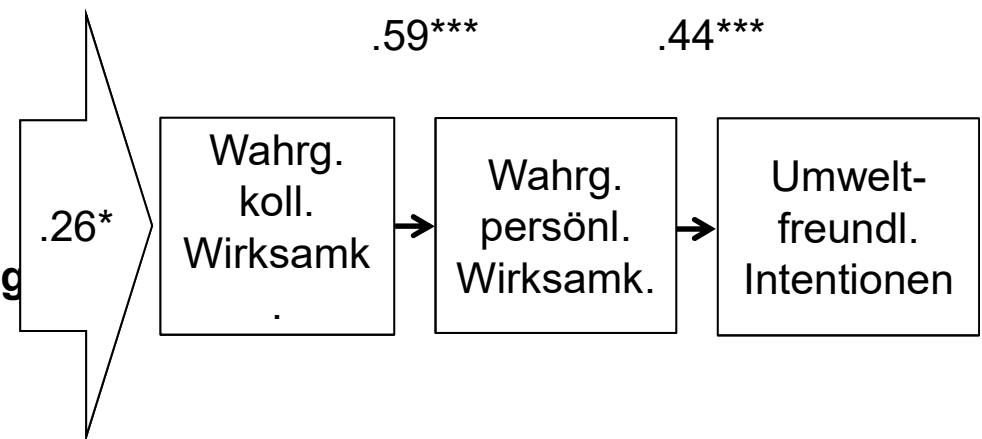 .59***
.44***
.26*
g
Wahrg.
koll.
Wirksamk
.
Wahrg.
persönl.
Wirksamk.
Umwelt-
freundl.
Intentionen